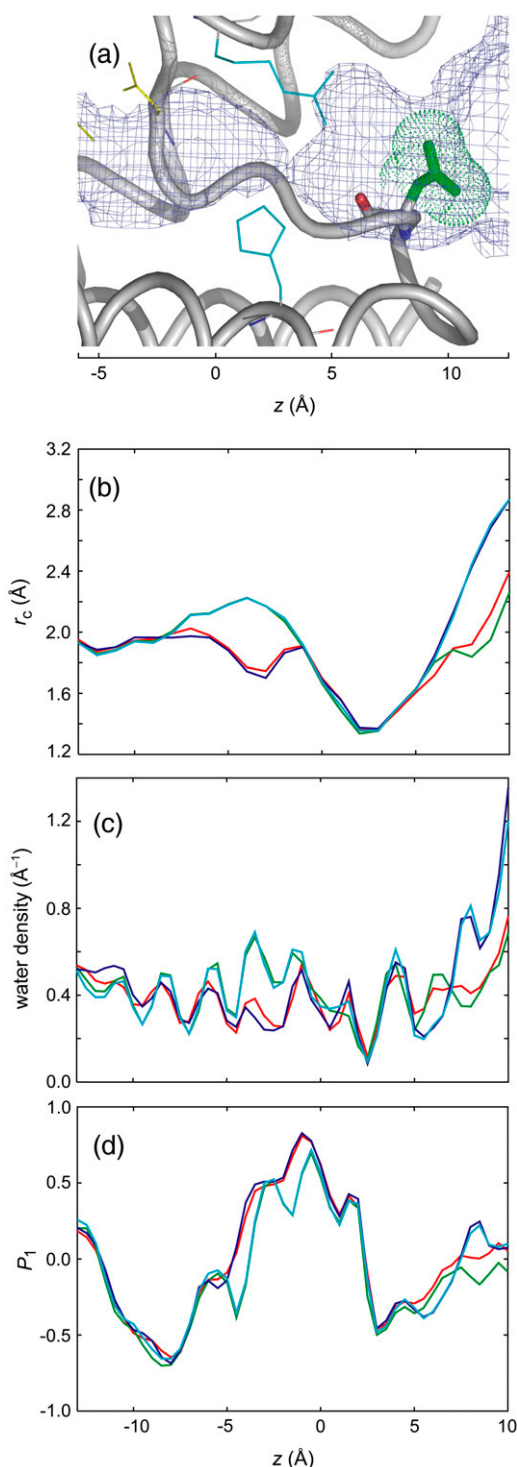 (a)
-5 0 5 10
z (Å)
(b)
3.2
2.8
2.4
2.0
1.6
1.2
r_c (Å)
(c)
1.2
0.8
0.4
0.0
water density (Å⁻¹)
(d)
1.0
0.5
0.0
-0.5
-1.0
P₁
-10 -5 0 5 10
z (Å)